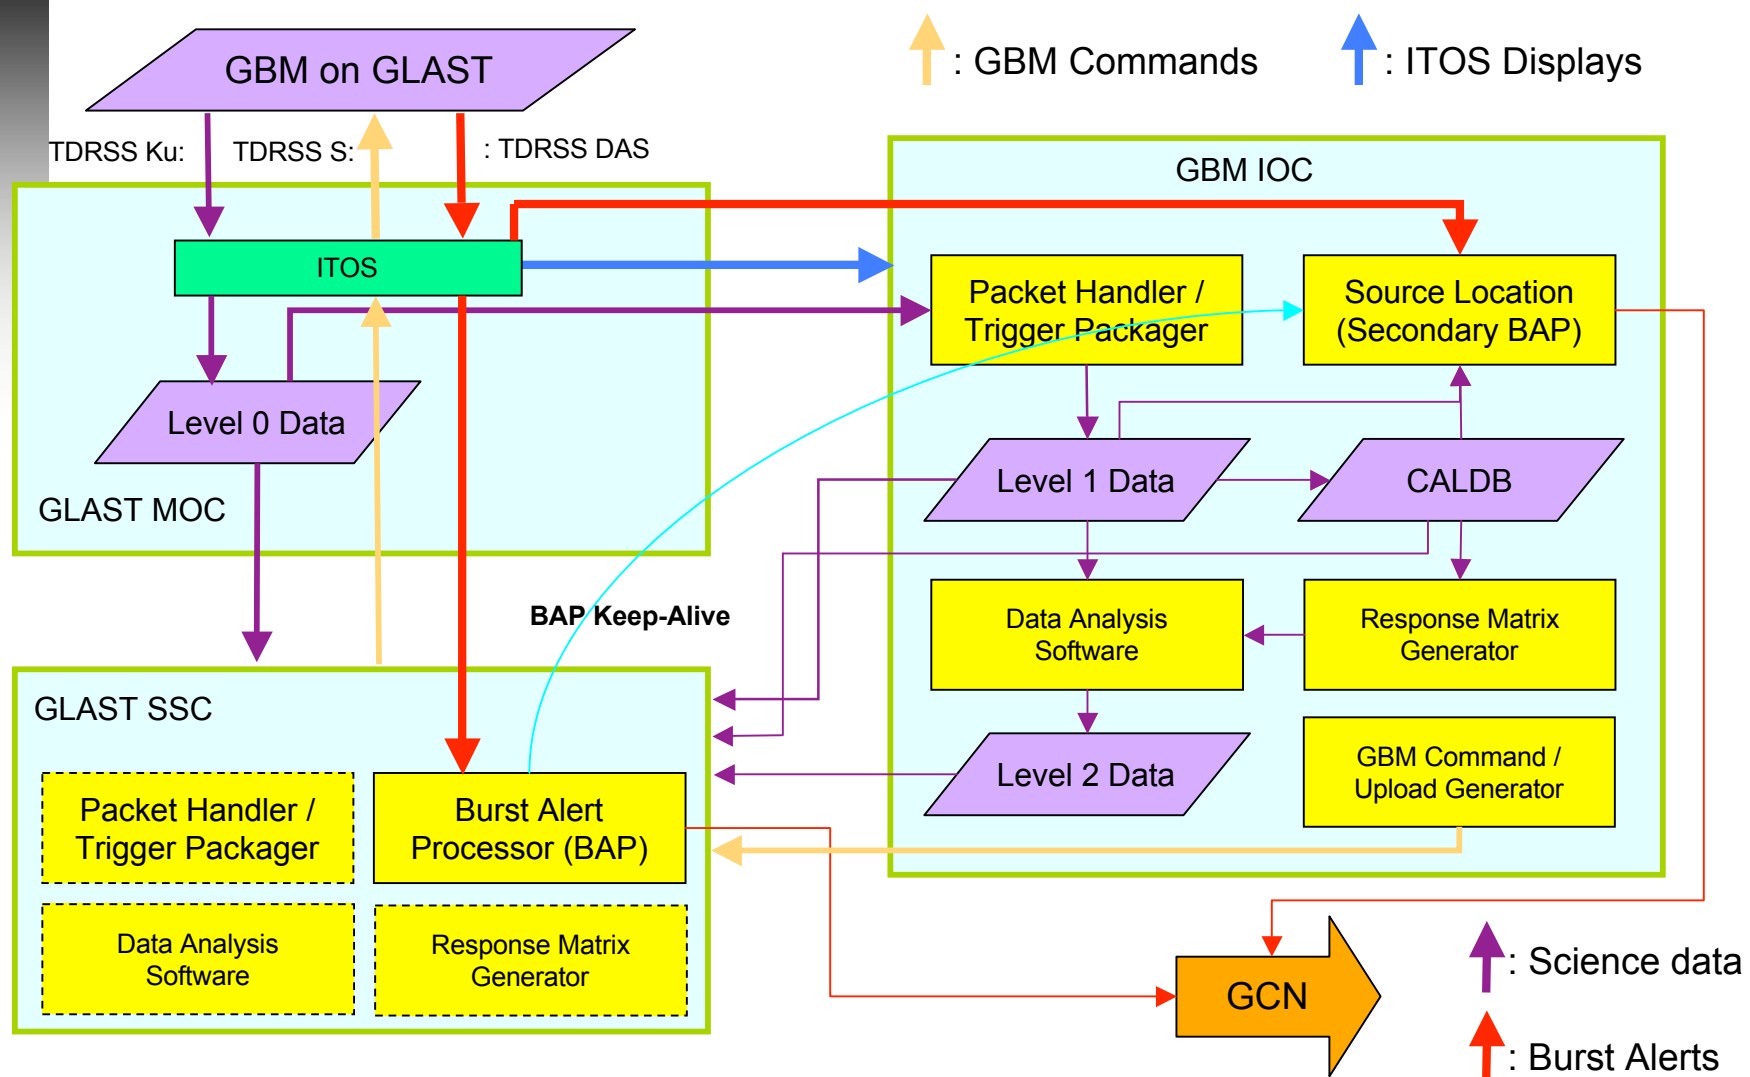 GBM on GLAST
: GBM Commands
: ITOS Displays
TDRSS Ku:
TDRSS S:
: TDRSS DAS
GBM IOC
ITOS
Packet Handler /
Trigger Packager
Source Location
(Secondary BAP)
Level 0 Data
GLAST MOC
Level 1 Data
CALDB
BAP Keep-Alive
Data Analysis
Software
Response Matrix
Generator
GLAST SSC
Level 2 Data
GBM Command /
Upload Generator
Packet Handler /
Trigger Packager
Burst Alert
Processor (BAP)
Data Analysis
Software
Response Matrix
Generator
GCN
: Science data
: Burst Alerts